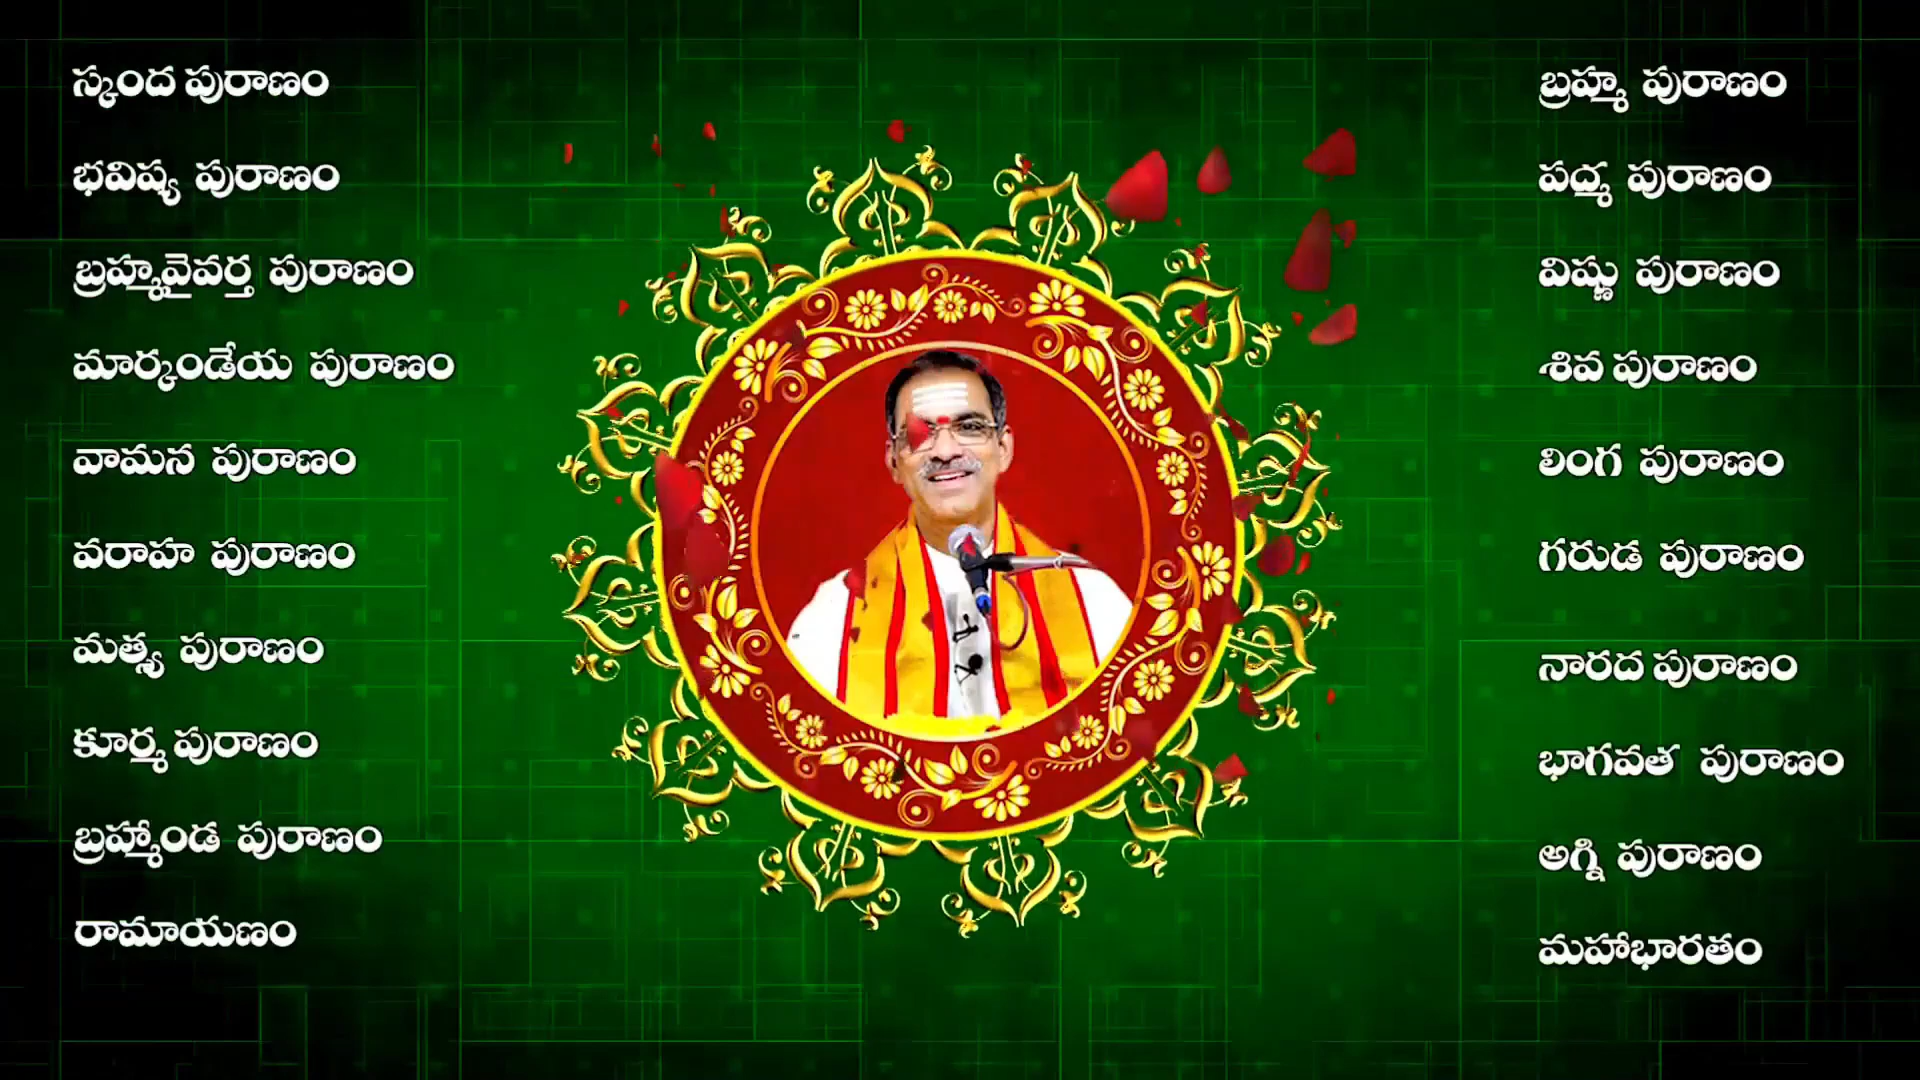 స్కంద పురాణం
భవిష్య పురాణం
బ్రహ్మవైవర్త పురాణం
మార్కండేయ పురాణం
వామన పురాణం
వరాహ పురాణం
మత్స్య పురాణం
కూర్మ పురాణం
బ్రహ్మాండ పురాణం
రామాయణం
బ్రహ్మ పురాణం
పద్మ పురాణం
విష్ణు పురాణం
శివ పురాణం
లింగ పురాణం
గరుడ పురాణం
నారద పురాణం
భాగవత పురాణం
అగ్ని పురాణం
మహాభారతం